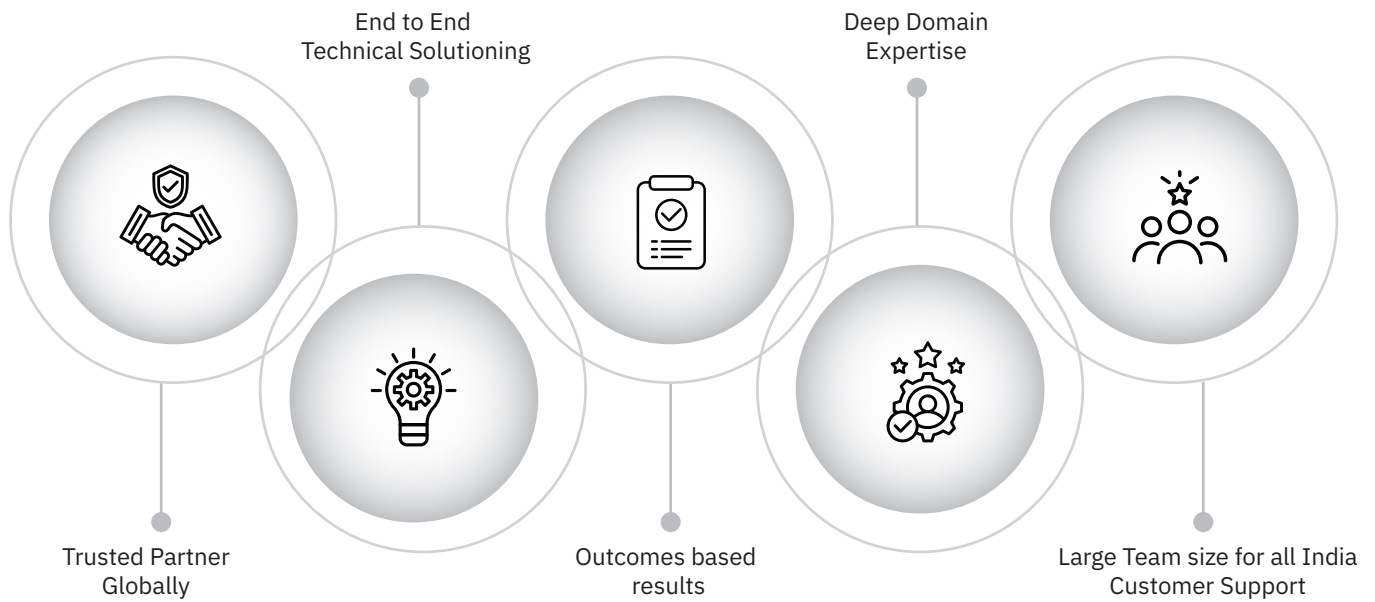 End to End
Technical Solutioning
Deep Domain
Expertise
Trusted Partner
Globally
Outcomes based
results
Large Team size for all India
Customer Support